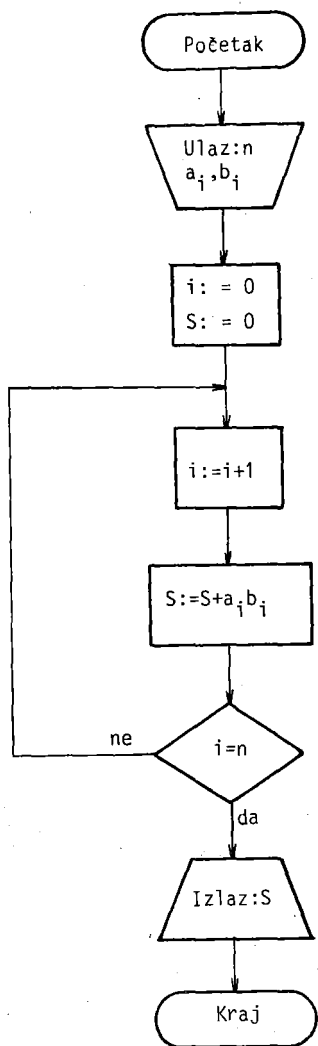 Početak
Ulaz:n
a_i,b_i
i: = 0
S: = 0
i:=i+1
S:=S+a_ib_i
ne
i=n
da
Izlaz:S
Kraj